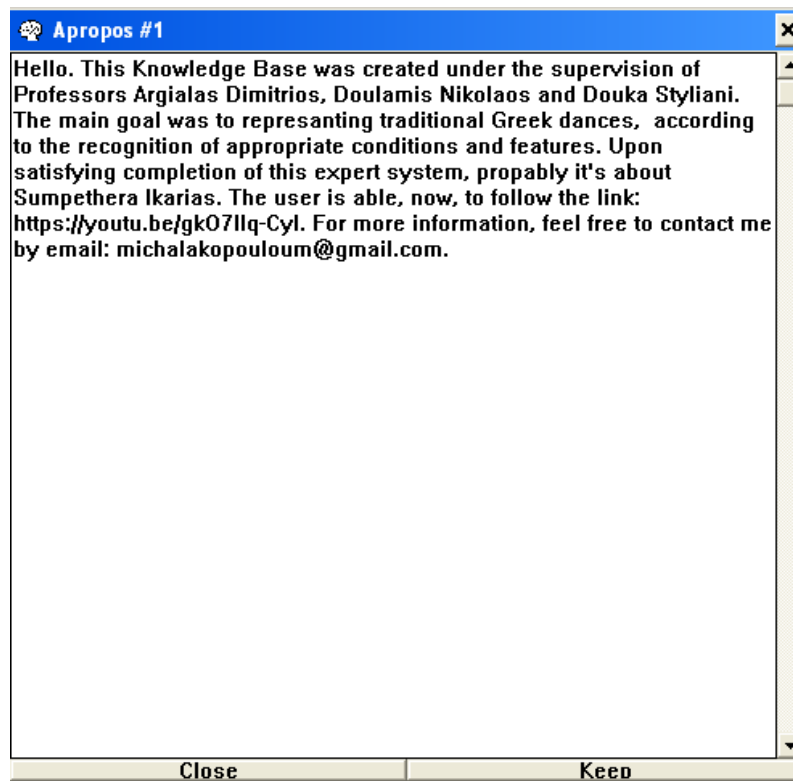 Apropos #1
Hello. This Knowledge Base was created under the supervision of
Professors Argialas Dimitrios, Doulamis Nikolaos and Douka Styliani.
The main goal was to represanting traditional Greek dances,  according
to the recognition of appropriate conditions and features. Upon
satisfying completion of this expert system, propably it's about
Sumpethera Ikarias. The user is able, now, to follow the link:
https://youtu.be/gkO7Ilq-CyI. For more information, feel free to contact me
by email: michalakopouloum@gmail.com.
Close
Keep